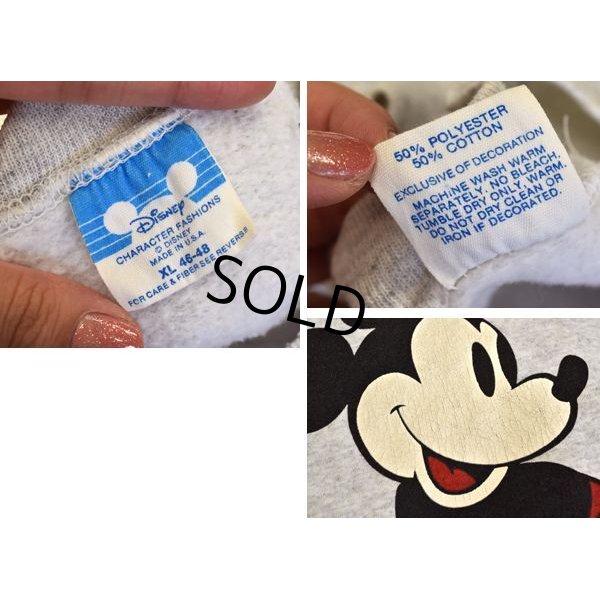 Disney
CHARACTER FASHIONS
© DISNEY
MADE IN U.S.A.
XL 46-48
FOR CARE & FIBER SEE REVERSE
50% POLYESTER
50% COTTON
EXCLUSIVE OF DECORATION
MACHINE WASH WARM
SEPARATELY. NO BLEACH.
TUMBLE DRY ONLY, WARM.
DO NOT DRY CLEAN OR
IRON IF DECORATED.
SOLD